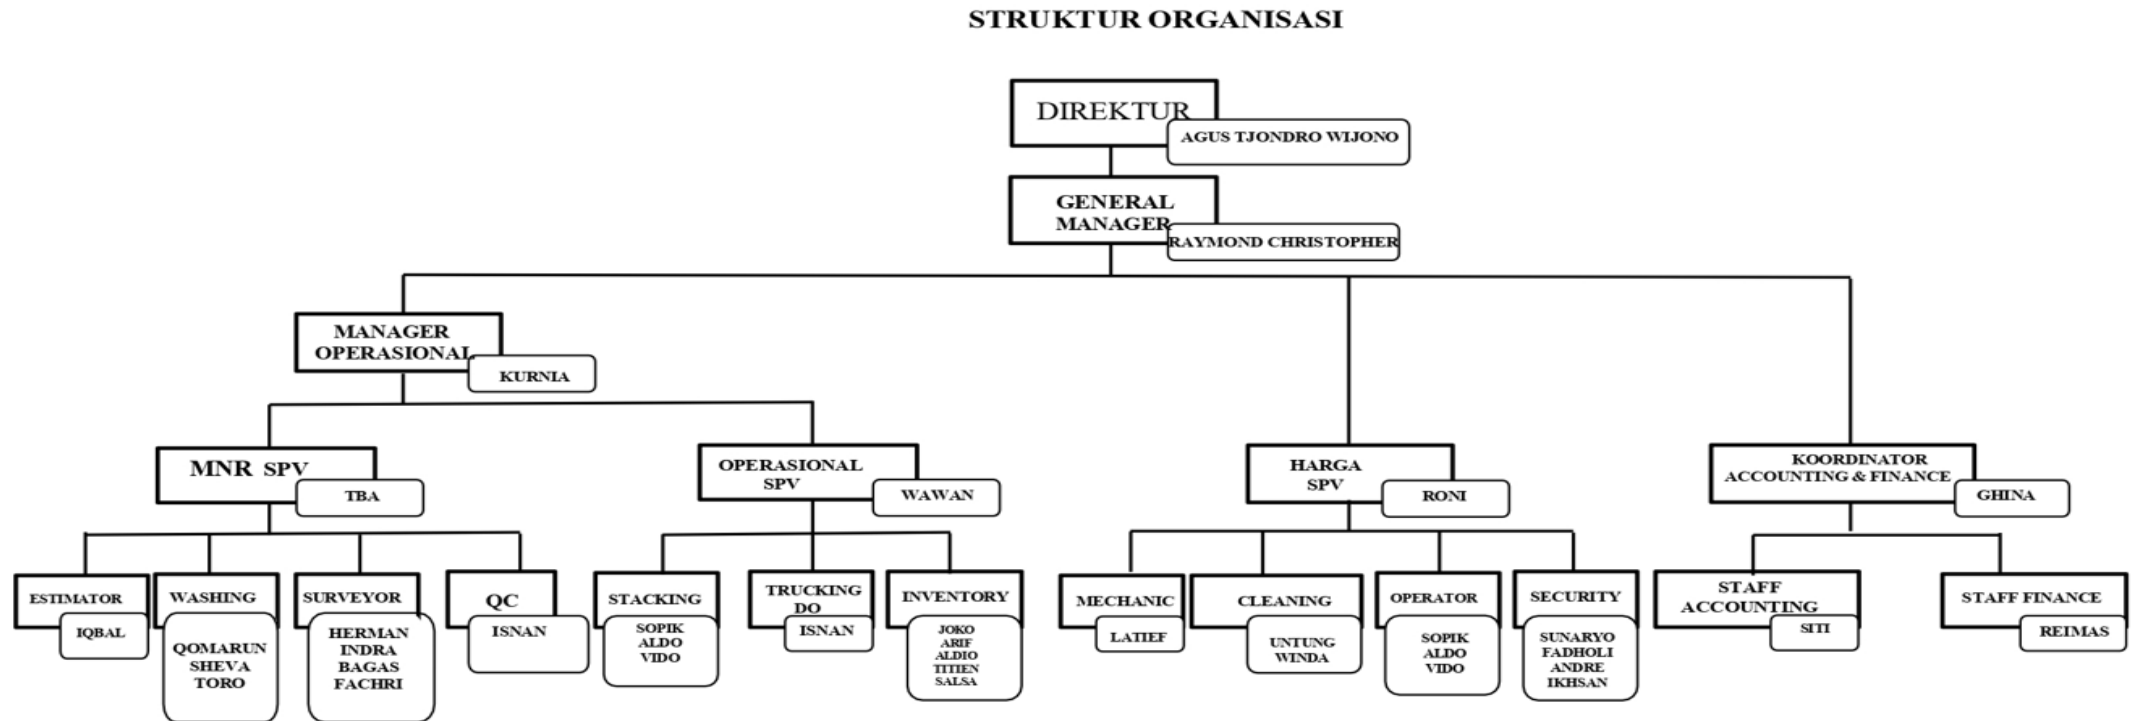 STRUKTUR ORGANISASI
DIREKTUR
AGUS TJONDRO WIJONO
GENERAL
MANAGER
RAYMOND CHRISTOPHER
MANAGER
OPERASIONAL
KURNIA
MNR SPV
TBA
OPERASIONAL
SPV
WAWAN
HARGA
SPV
RONI
KOORDINATOR
ACCOUNTING & FINANCE
GHINA
ESTIMATOR
IQBAL
WASHING
QOMARUN
SHEVA
TORO
SURVEYOR
HERMAN
INDRA
BAGAS
FACHRI
QC
ISNAN
STACKING
SOPIK
ALDO
VIDO
TRUCKING
DO
ISNAN
INVENTORY
JOKO
ARIF
ALDIO
TITIEN
SALSA
MECHANIC
LATIEF
CLEANING
UNTUNG
WINDA
OPERATOR
SOPIK
ALDO
VIDO
SECURITY
SUNARYO
FADHOLI
ANDRE
IKHSAN
STAFF
ACCOUNTING
SITI
STAFF FINANCE
REIMAS